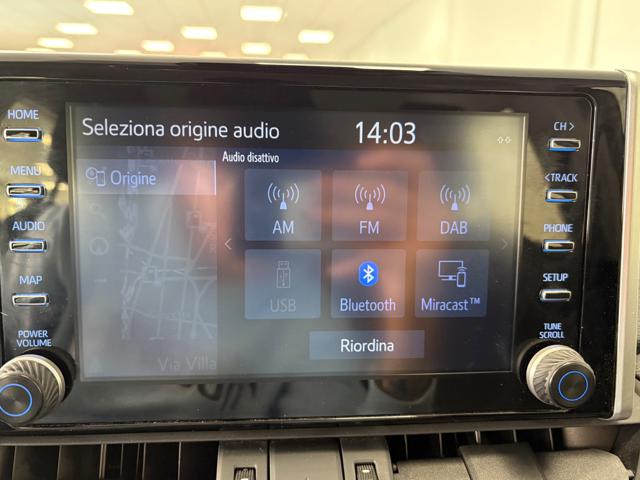 HOME
MENU
AUDIO
MAP
POWER
VOLUME
Seleziona origine audio
14:03
Origine
Audio disattivo
AM
FM
DAB
USB
Bluetooth
Miracast™
Riordina
Via Villa
CH >
<TRACK
PHONE
SETUP
TUNE
SCROLL